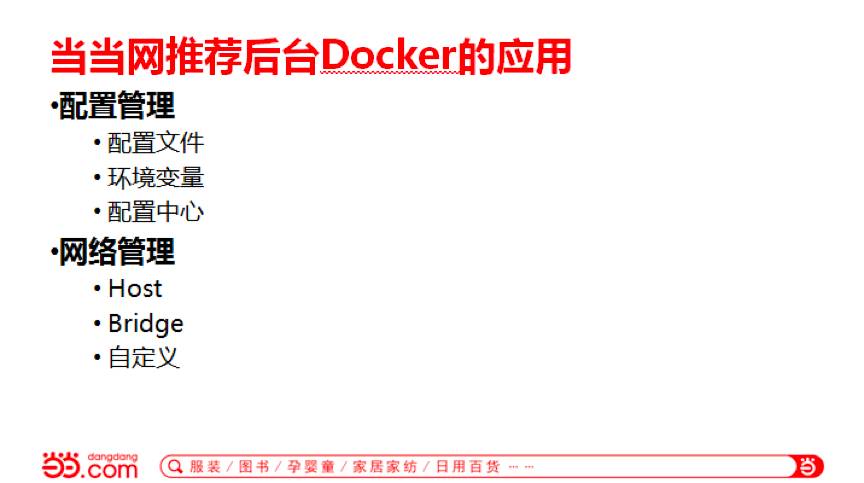 当当网推荐后台Docker的应用
•配置管理
• 配置文件
• 环境变量
• 配置中心
•网络管理
• Host
• Bridge
• 自定义
当当 dangdang
.com
服装 / 图书 / 孕婴童 / 家居家纺 / 日用百货 ··· ···